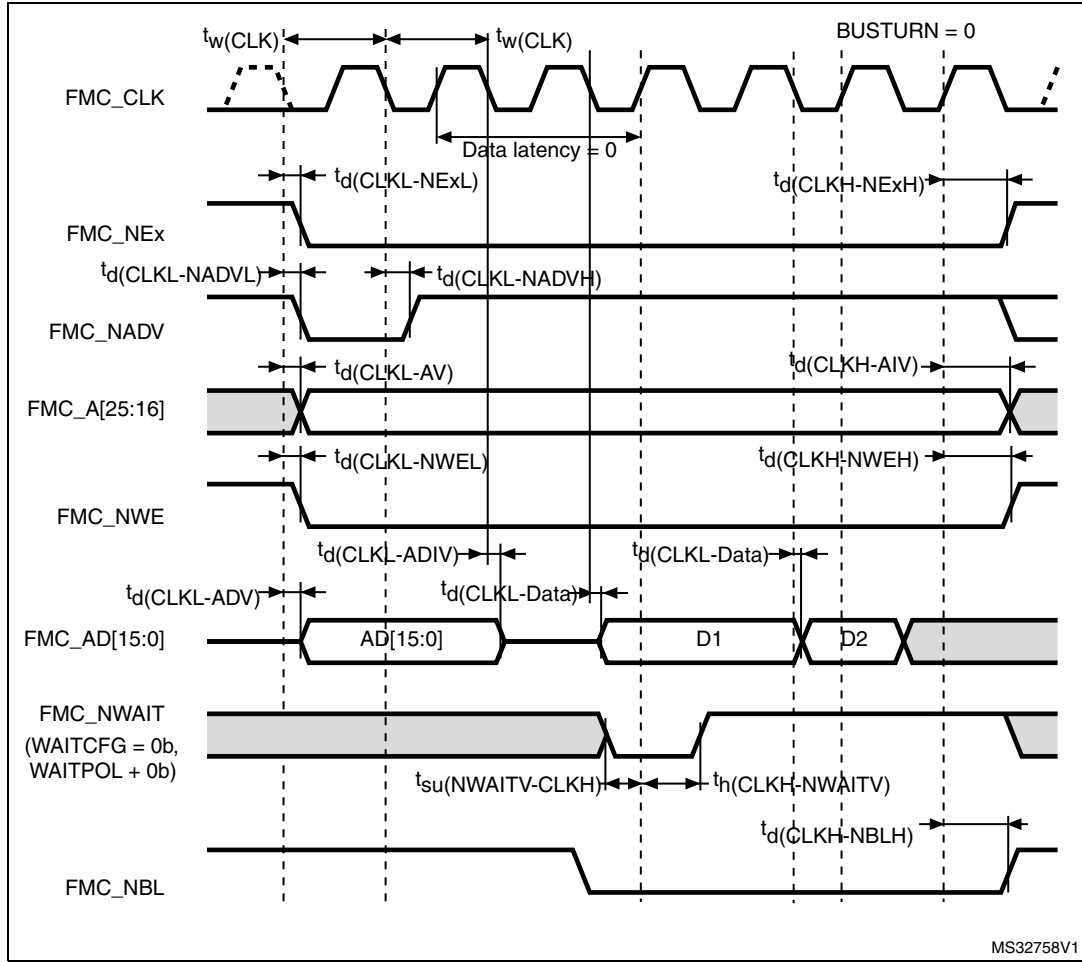 tw(CLK) tw(CLK) BUSTURN = 0
FMC_CLK
Data latency = 0
td(CLKL-NExL) td(CLKH-NExH)
FMC_NEx
td(CLKL-NADVL) td(CLKL-NADVH)
FMC_NADV
td(CLKL-AV) td(CLKH-AIV)
FMC_A[25:16]
td(CLKL-NWEL) td(CLKH-NWEH)
FMC_NWE
td(CLKL-ADIV) td(CLKL-Data)
td(CLKL-ADV) td(CLKL-Data)
FMC_AD[15:0] AD[15:0] D1 D2
FMC_NWAIT
(WAITCFG = 0b,
WAITPOL + 0b)
tsu(NWAITV-CLKH) th(CLKH-NWAITV)
td(CLKH-NBLH)
FMC_NBL
MS32758V1